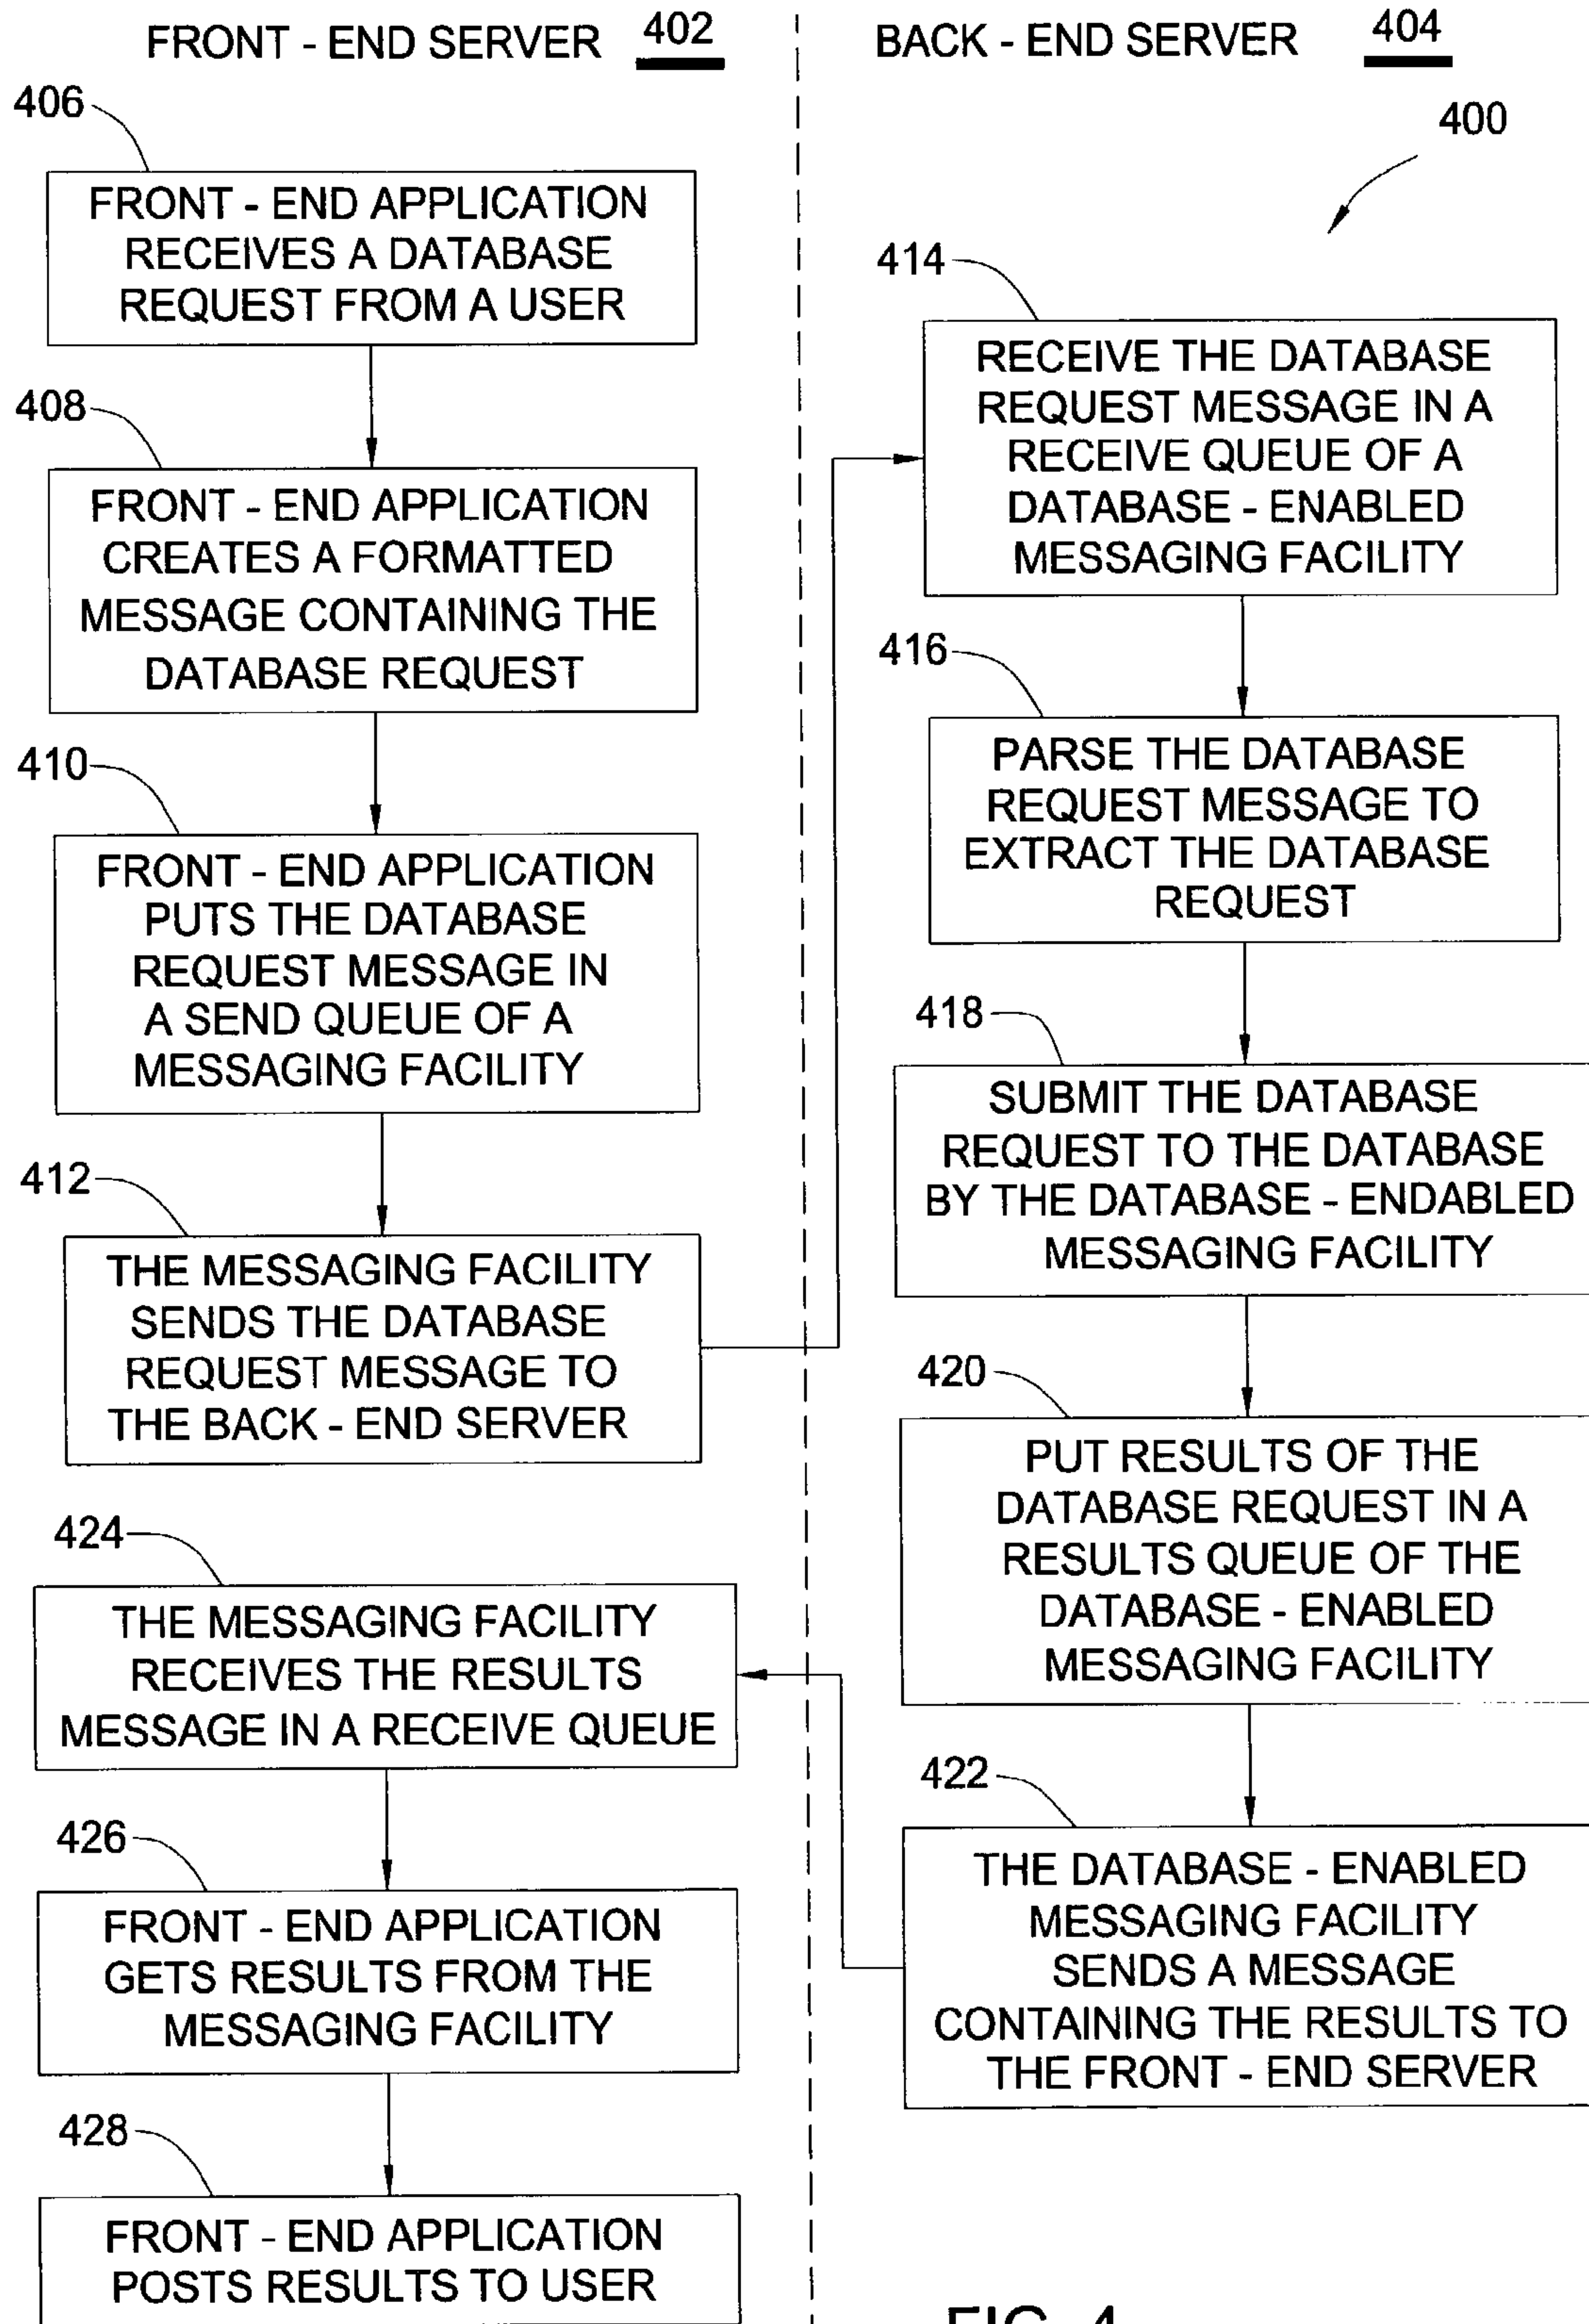 FRONT - END SERVER 402
406
FRONT - END APPLICATION
RECEIVES A DATABASE
REQUEST FROM A USER
408
FRONT - END APPLICATION
CREATES A FORMATTED
MESSAGE CONTAINING THE
DATABASE REQUEST
410
FRONT - END APPLICATION
PUTS THE DATABASE
REQUEST MESSAGE IN
A SEND QUEUE OF A
MESSAGING FACILITY
412
THE MESSAGING FACILITY
SENDS THE DATABASE
REQUEST MESSAGE TO
THE BACK - END SERVER
BACK - END SERVER 404
400
414
RECEIVE THE DATABASE
REQUEST MESSAGE IN A
RECEIVE QUEUE OF A
DATABASE - ENABLED
MESSAGING FACILITY
416
PARSE THE DATABASE
REQUEST MESSAGE TO
EXTRACT THE DATABASE
REQUEST
418
SUBMIT THE DATABASE
REQUEST TO THE DATABASE
BY THE DATABASE - ENDABLED
MESSAGING FACILITY
420
PUT RESULTS OF THE
DATABASE REQUEST IN A
RESULTS QUEUE OF THE
DATABASE - ENABLED
MESSAGING FACILITY
422
THE DATABASE - ENABLED
MESSAGING FACILITY
SENDS A MESSAGE
CONTAINING THE RESULTS TO
THE FRONT - END SERVER
424
THE MESSAGING FACILITY
RECEIVES THE RESULTS
MESSAGE IN A RECEIVE QUEUE
426
FRONT - END APPLICATION
GETS RESULTS FROM THE
MESSAGING FACILITY
428
FRONT - END APPLICATION
POSTS RESULTS TO USER
FIG. 4